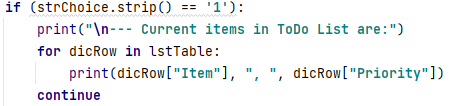 if (strChoice.strip() == '1'):
    print("\n--- Current items in ToDo List are:")
    for dicRow in lstTable:
        print(dicRow["Item"], ", ", dicRow["Priority"])
    continue